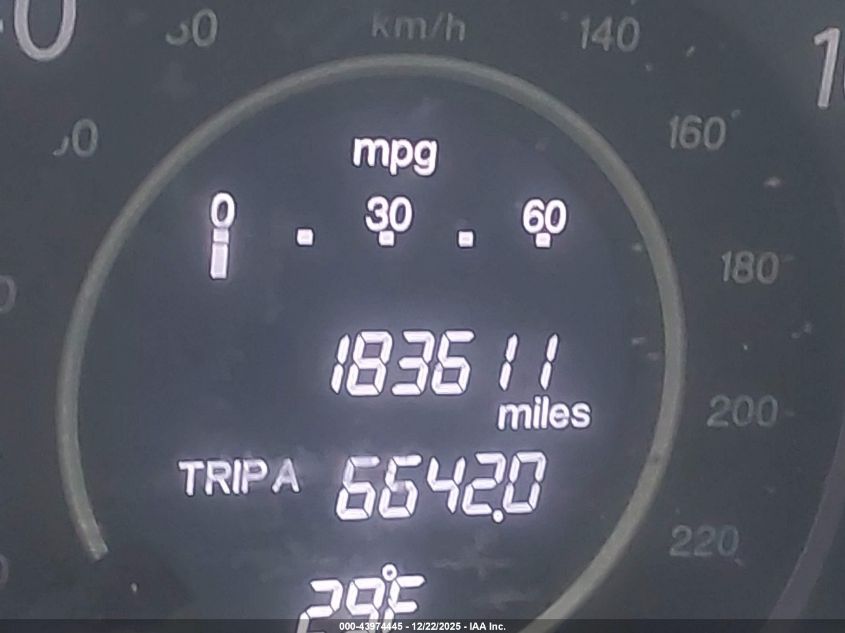 km/h
140
160
180
200
220
mpg
0 30 60
183611
miles
TRIP A 6642.0
29°F
000-43974445 - 12/22/2025 - IAA Inc.